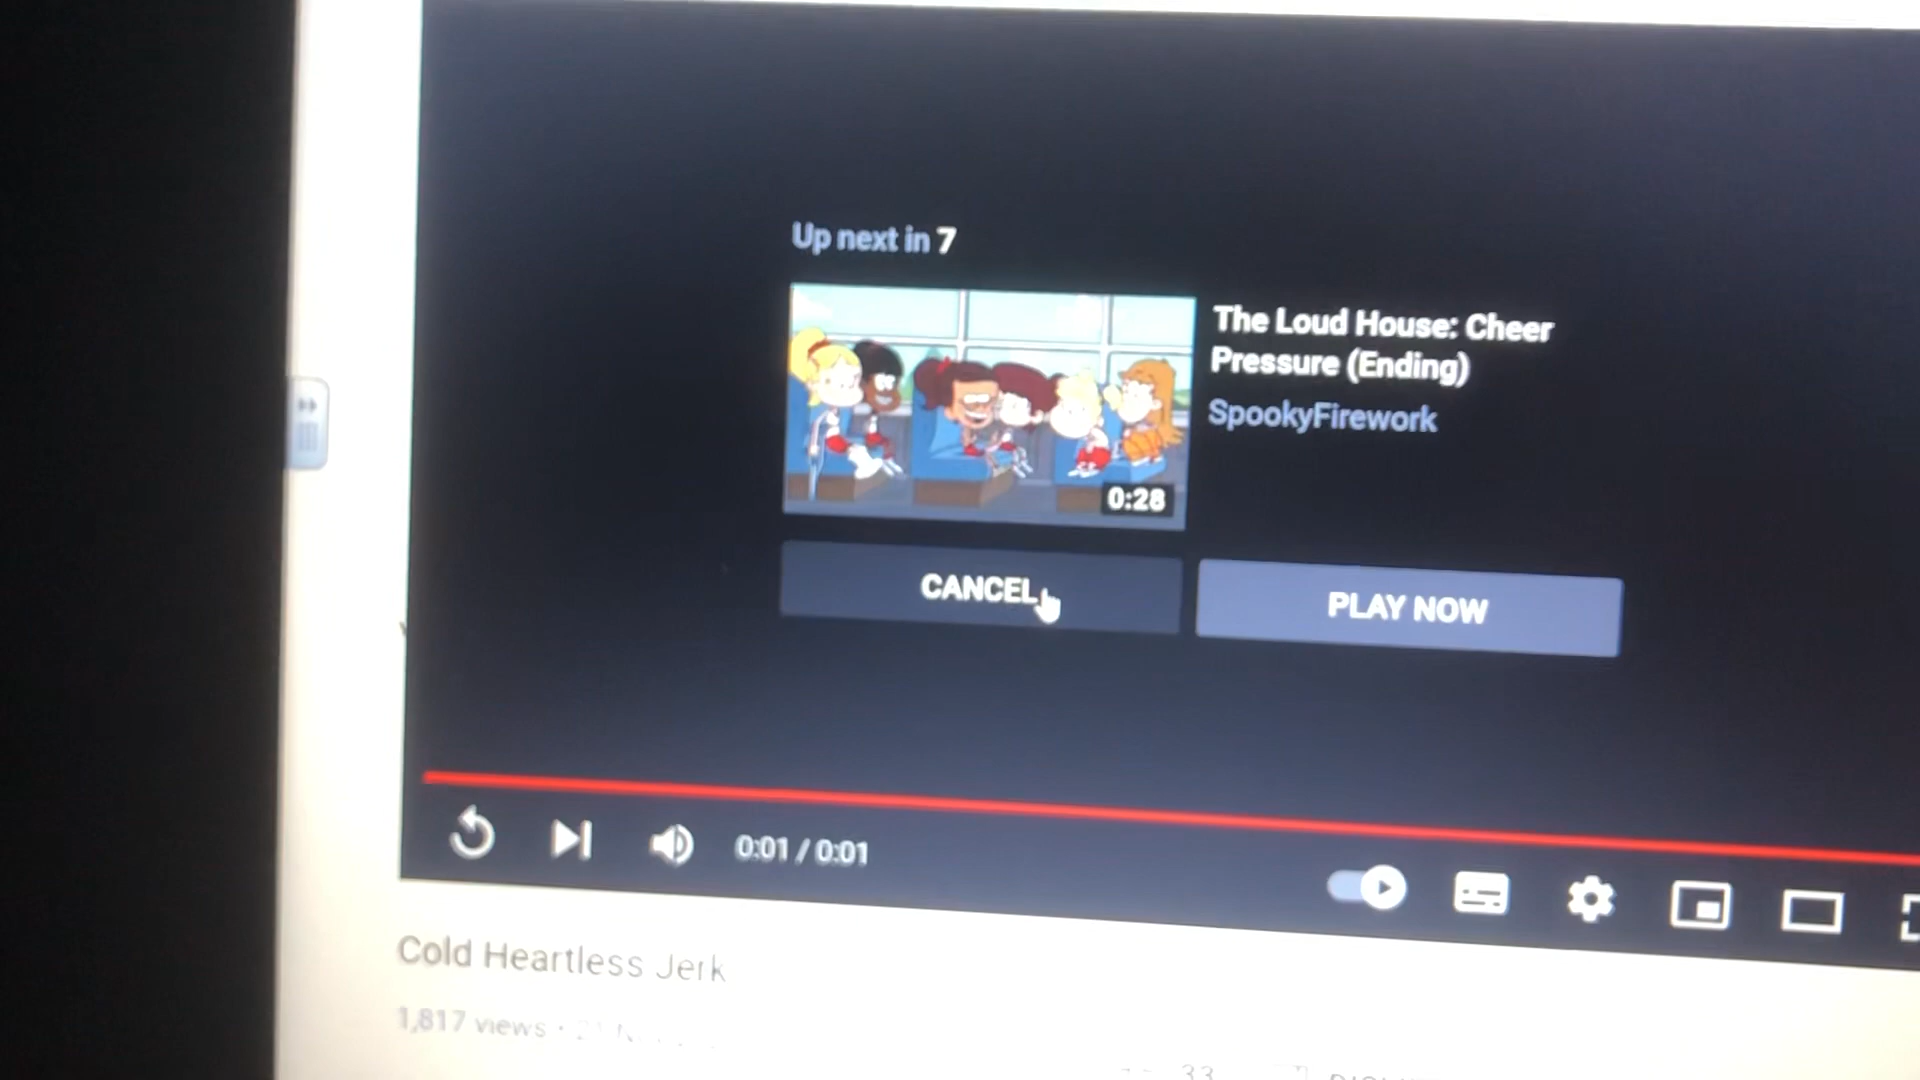 Up next in 7
The Loud House: Cheer
Pressure (Ending)
SpookyFirework
0:28
CANCEL
PLAY NOW
0:01 / 0:01
Cold Heartless Jerk
1,817 views •
33